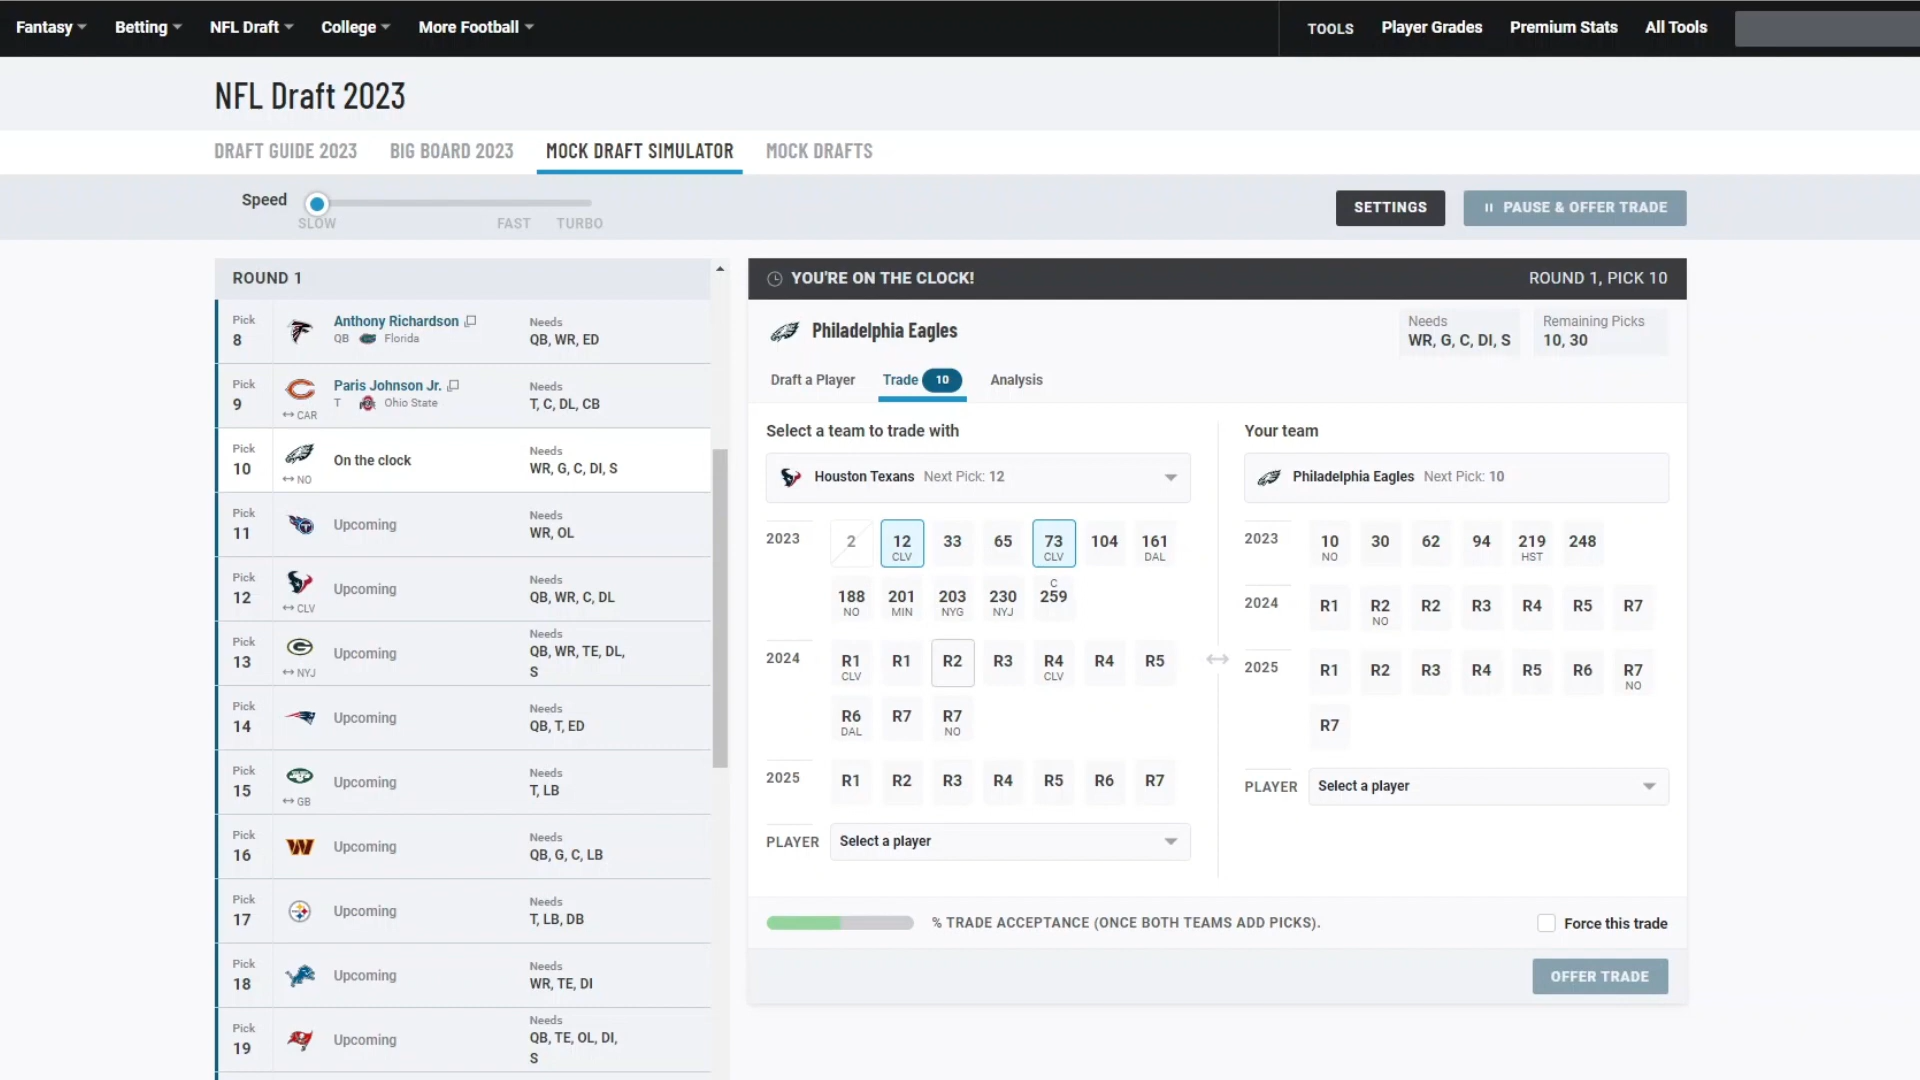 Fantasy Betting NFL Draft College More Football TOOLS Player Grades Premium Stats All Tools
NFL Draft 2023
DRAFT GUIDE 2023 BIG BOARD 2023 MOCK DRAFT SIMULATOR MOCK DRAFTS
Speed
SLOW FAST TURBO
SETTINGS
PAUSE & OFFER TRADE
ROUND 1
Pick 8
Anthony Richardson
QB Florida
Needs
QB, WR, ED
Pick 9
CAR
Paris Johnson Jr.
T Ohio State
Needs
T, C, DL, CB
Pick 10
NO
On the clock
Needs
WR, G, C, DI, S
Pick 11
Upcoming
Needs
WR, OL
Pick 12
CLV
Upcoming
Needs
QB, WR, C, DL
Pick 13
NYJ
Upcoming
Needs
QB, WR, TE, DL,
S
Pick 14
Upcoming
Needs
QB, T, ED
Pick 15
GB
Upcoming
Needs
T, LB
Pick 16
Upcoming
Needs
QB, G, C, LB
Pick 17
Upcoming
Needs
T, LB, DB
Pick 18
Upcoming
Needs
WR, TE, DI
Pick 19
Upcoming
Needs
QB, TE, OL, DI,
S
YOU'RE ON THE CLOCK! ROUND 1, PICK 10
Philadelphia Eagles
Needs
WR, G, C, DI, S
Remaining Picks
10, 30
Draft a Player Trade 10 Analysis
Select a team to trade with
Houston Texans Next Pick: 12
2023 2 12 33 65 73 104 161
CLV CLV DAL
C
188 201 203 230 259
NO MIN NYG NYJ
2024 R1 R1 R2 R3 R4 R4 R5
CLV CLV
R6 R7 R7
DAL NO
2025 R1 R2 R3 R4 R5 R6 R7
PLAYER Select a player
Your team
Philadelphia Eagles Next Pick: 10
2023 10 30 62 94 219 248
NO HST
2024 R1 R2 R2 R3 R4 R5 R7
NO
2025 R1 R2 R3 R4 R5 R6 R7
NO
R7
PLAYER Select a player
% TRADE ACCEPTANCE (ONCE BOTH TEAMS ADD PICKS).
Force this trade
OFFER TRADE